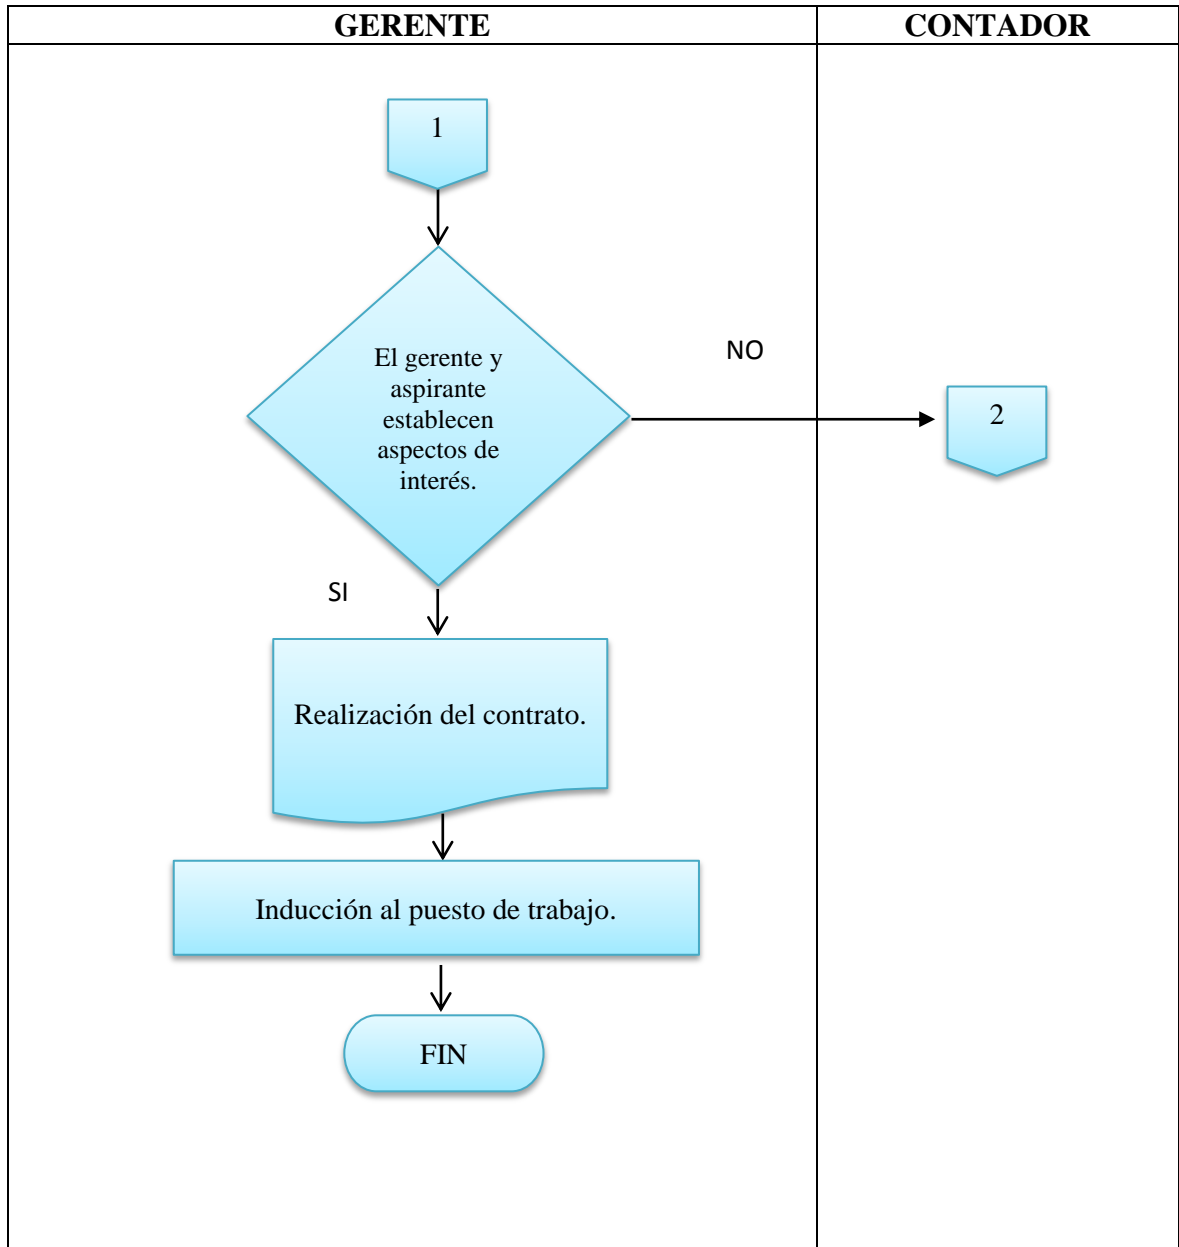 GERENTE
CONTADOR
1
El gerente y
aspirante
establecen
aspectos de
interés.
NO
2
SI
Realización del contrato.
Inducción al puesto de trabajo.
FIN